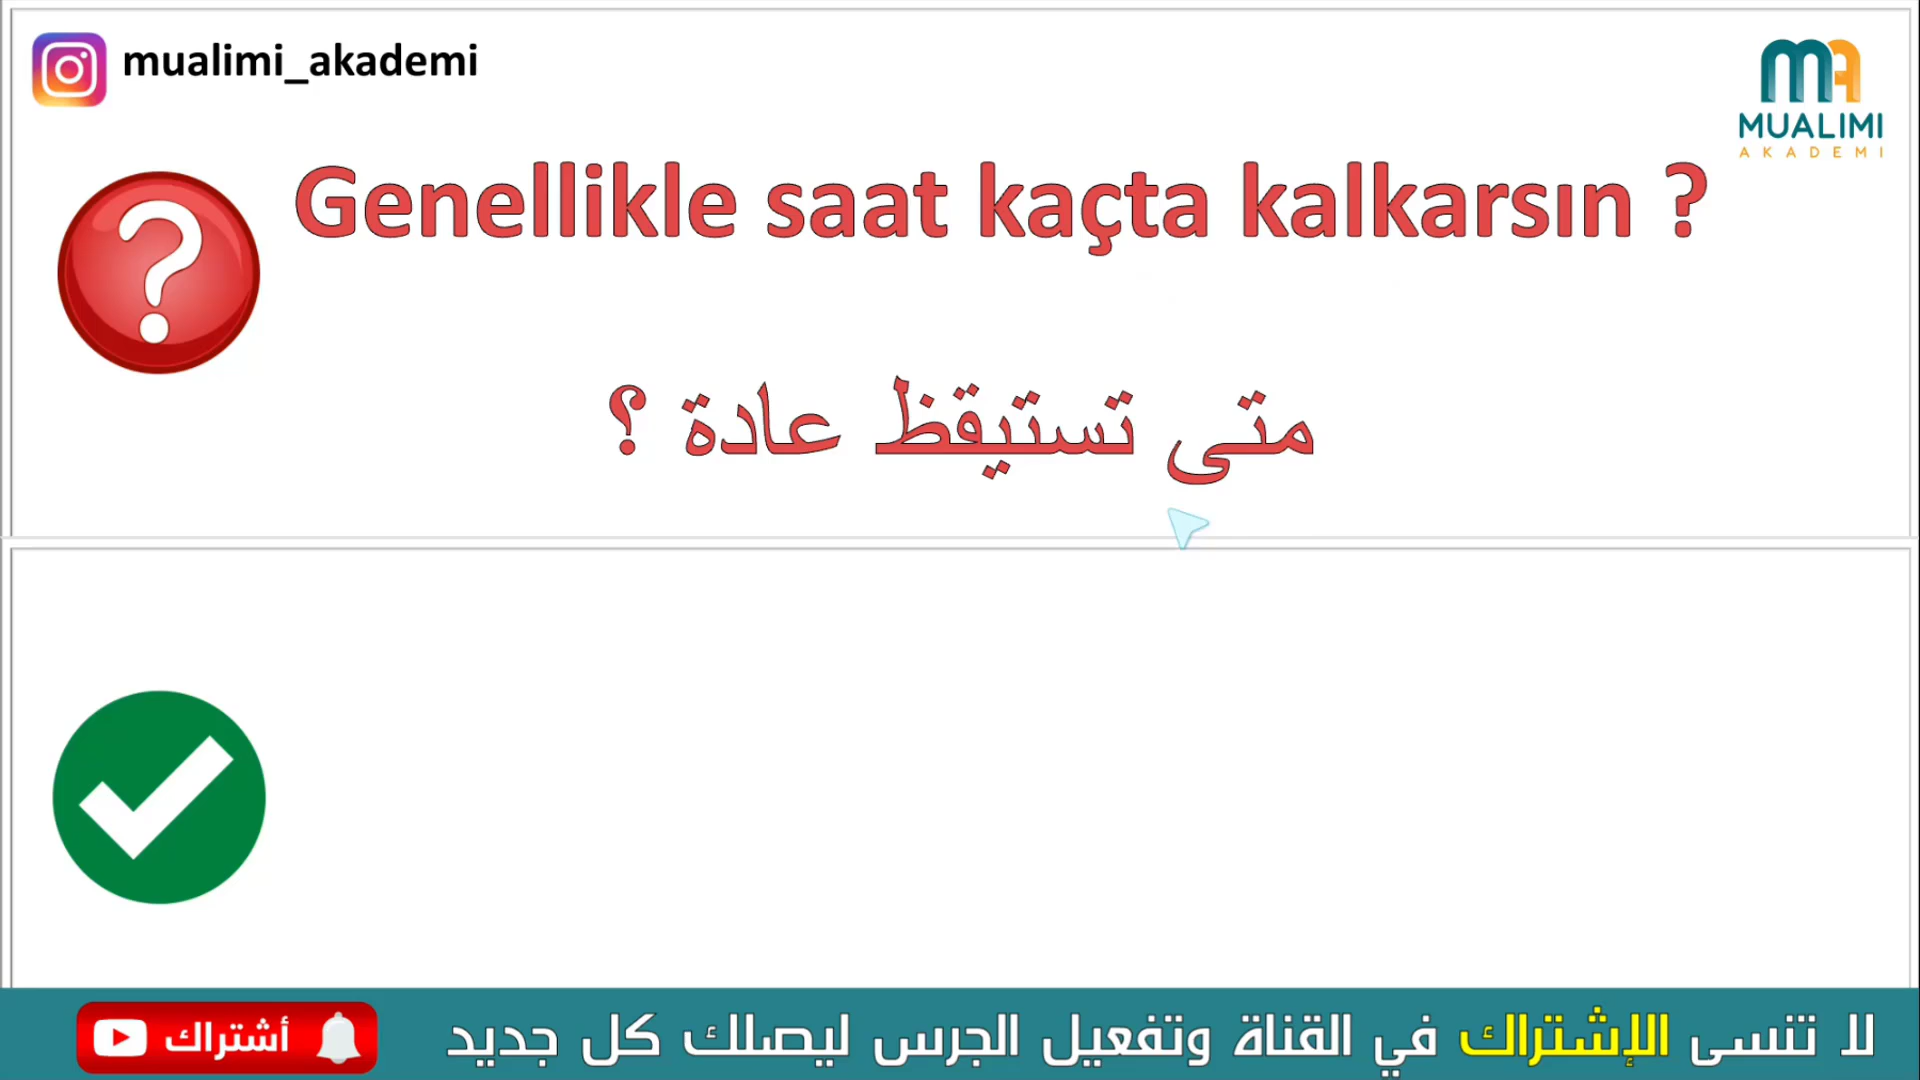 mualimi_akademi
MUALIMI
AKADEMI
Genellikle saat kaçta kalkarsın ?
متى تستيقظ عادة ؟
لا تنسى الإشتراك في القناة وتفعيل الجرس ليصلك كل جديد
أشتراك